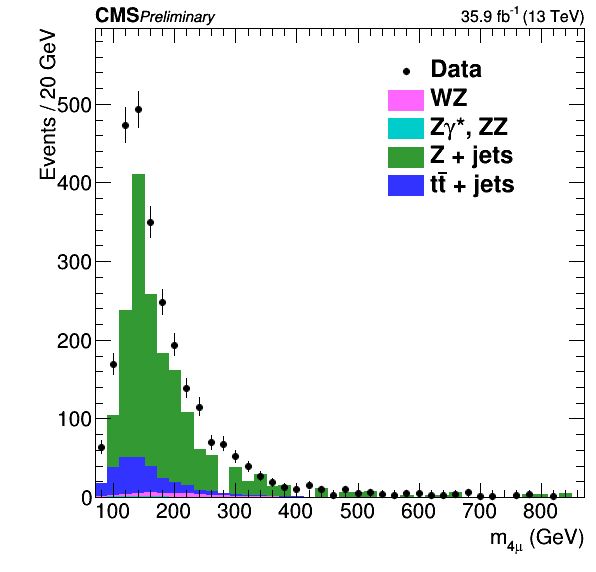 CMS Preliminary 35.9 fb⁻¹ (13 TeV)
Events / 20 GeV
Data
WZ
Zγ*, ZZ
Z + jets
tt̄ + jets
500
400
300
200
100
0
100 200 300 400 500 600 700 800
m₄μ (GeV)